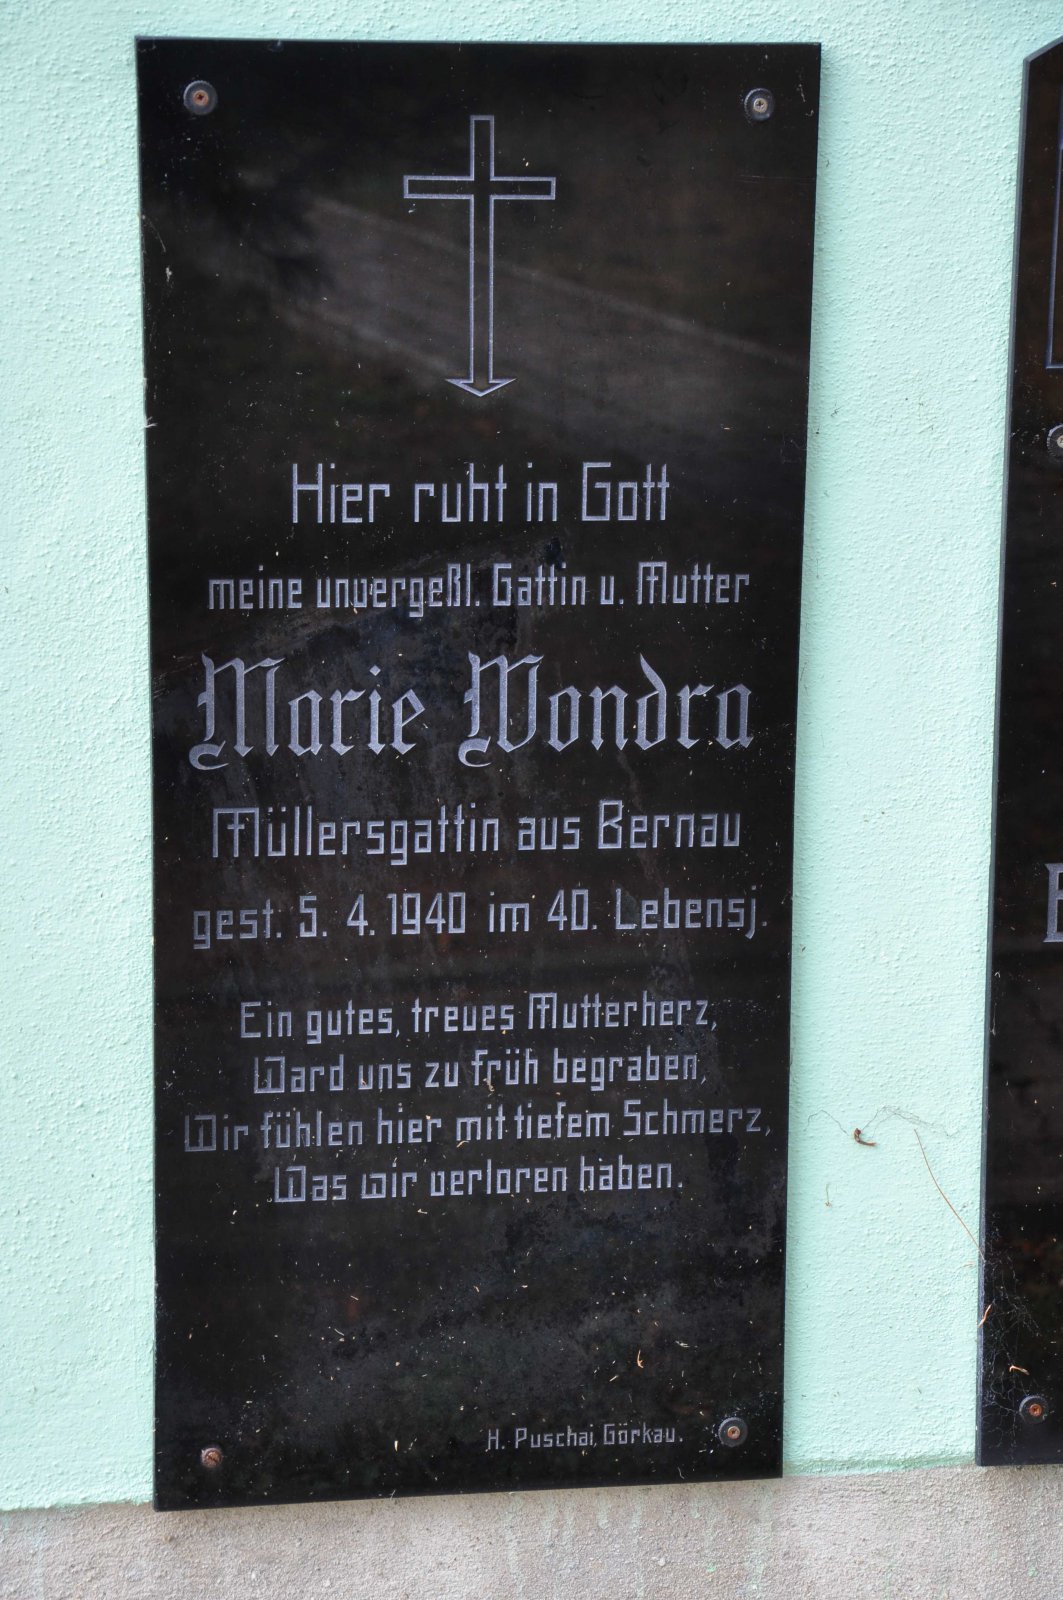 Hier ruht in Gott
meine unvergeßl. Gattin u. Mutter
Marie Wondra
Müllersgattin aus Bernau
gest. 5. 4. 1940 im 40. Lebensj.
Ein gutes, treues Mutterherz,
Ward uns zu früh begraben,
Wir fühlen hier mit tiefem Schmerz,
Was wir verloren haben.
H. Puschai, Görkau.